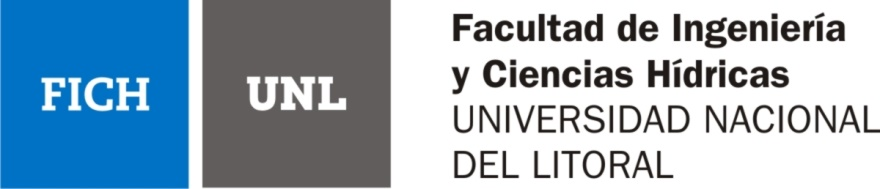 FICH
UNL
Facultad de Ingeniería
y Ciencias Hídricas
UNIVERSIDAD NACIONAL
DEL LITORAL